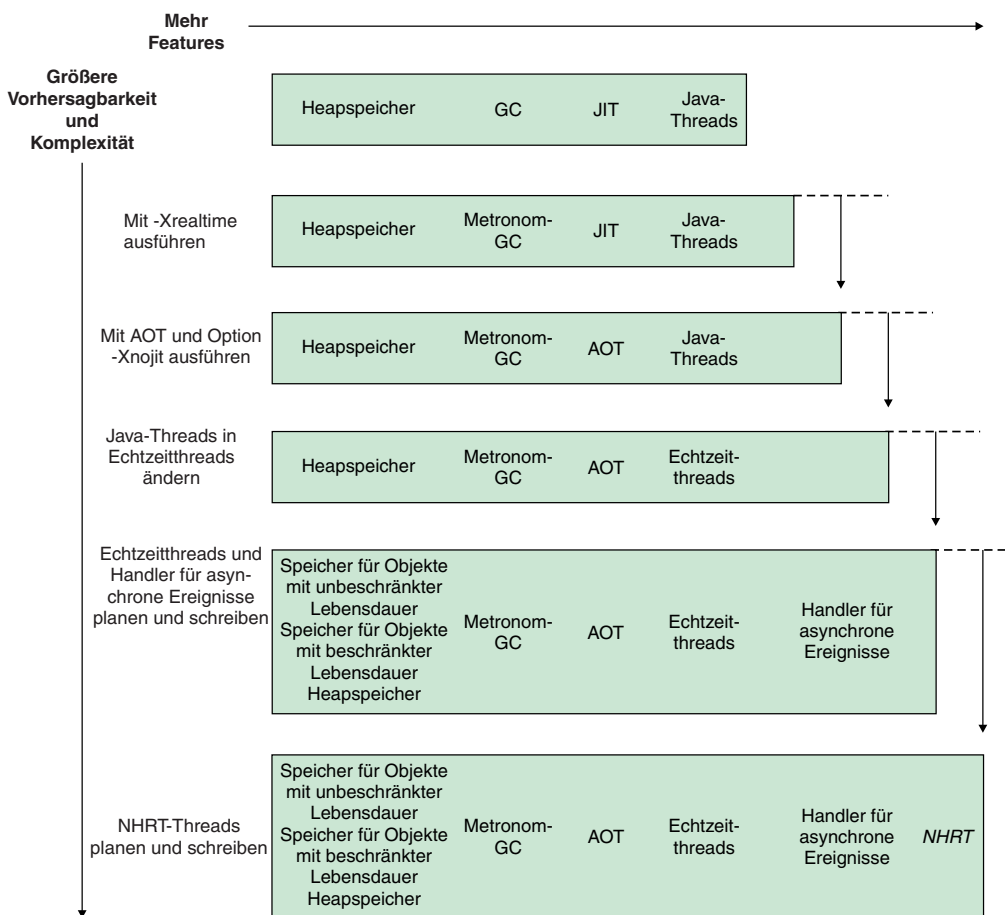 Mehr
Features
Größere
Vorhersagbarkeit
und
Komplexität
Heapspeicher
GC
JIT
Java-
Threads
Mit -Xrealtime
ausführen
Heapspeicher
Metronom-
GC
JIT
Java-
Threads
Mit AOT und Option
-Xnojit ausführen
Heapspeicher
Metronom-
GC
AOT
Java-
Threads
Java-Threads in
Echtzeitthreads
ändern
Heapspeicher
Metronom-
GC
AOT
Echtzeit-
threads
Echtzeitthreads und
Handler für asyn-
chrone Ereignisse
planen und schreiben
Speicher für Objekte
mit unbeschränkter
Lebensdauer
Speicher für Objekte
mit beschränkter
Lebensdauer
Heapspeicher
Metronom-
GC
AOT
Echtzeit-
threads
Handler für
asynchrone
Ereignisse
NHRT-Threads
planen und schreiben
Speicher für Objekte
mit unbeschränkter
Lebensdauer
Speicher für Objekte
mit beschränkter
Lebensdauer
Heapspeicher
Metronom-
GC
AOT
Echtzeit-
threads
Handler für
asynchrone
Ereignisse
NHRT